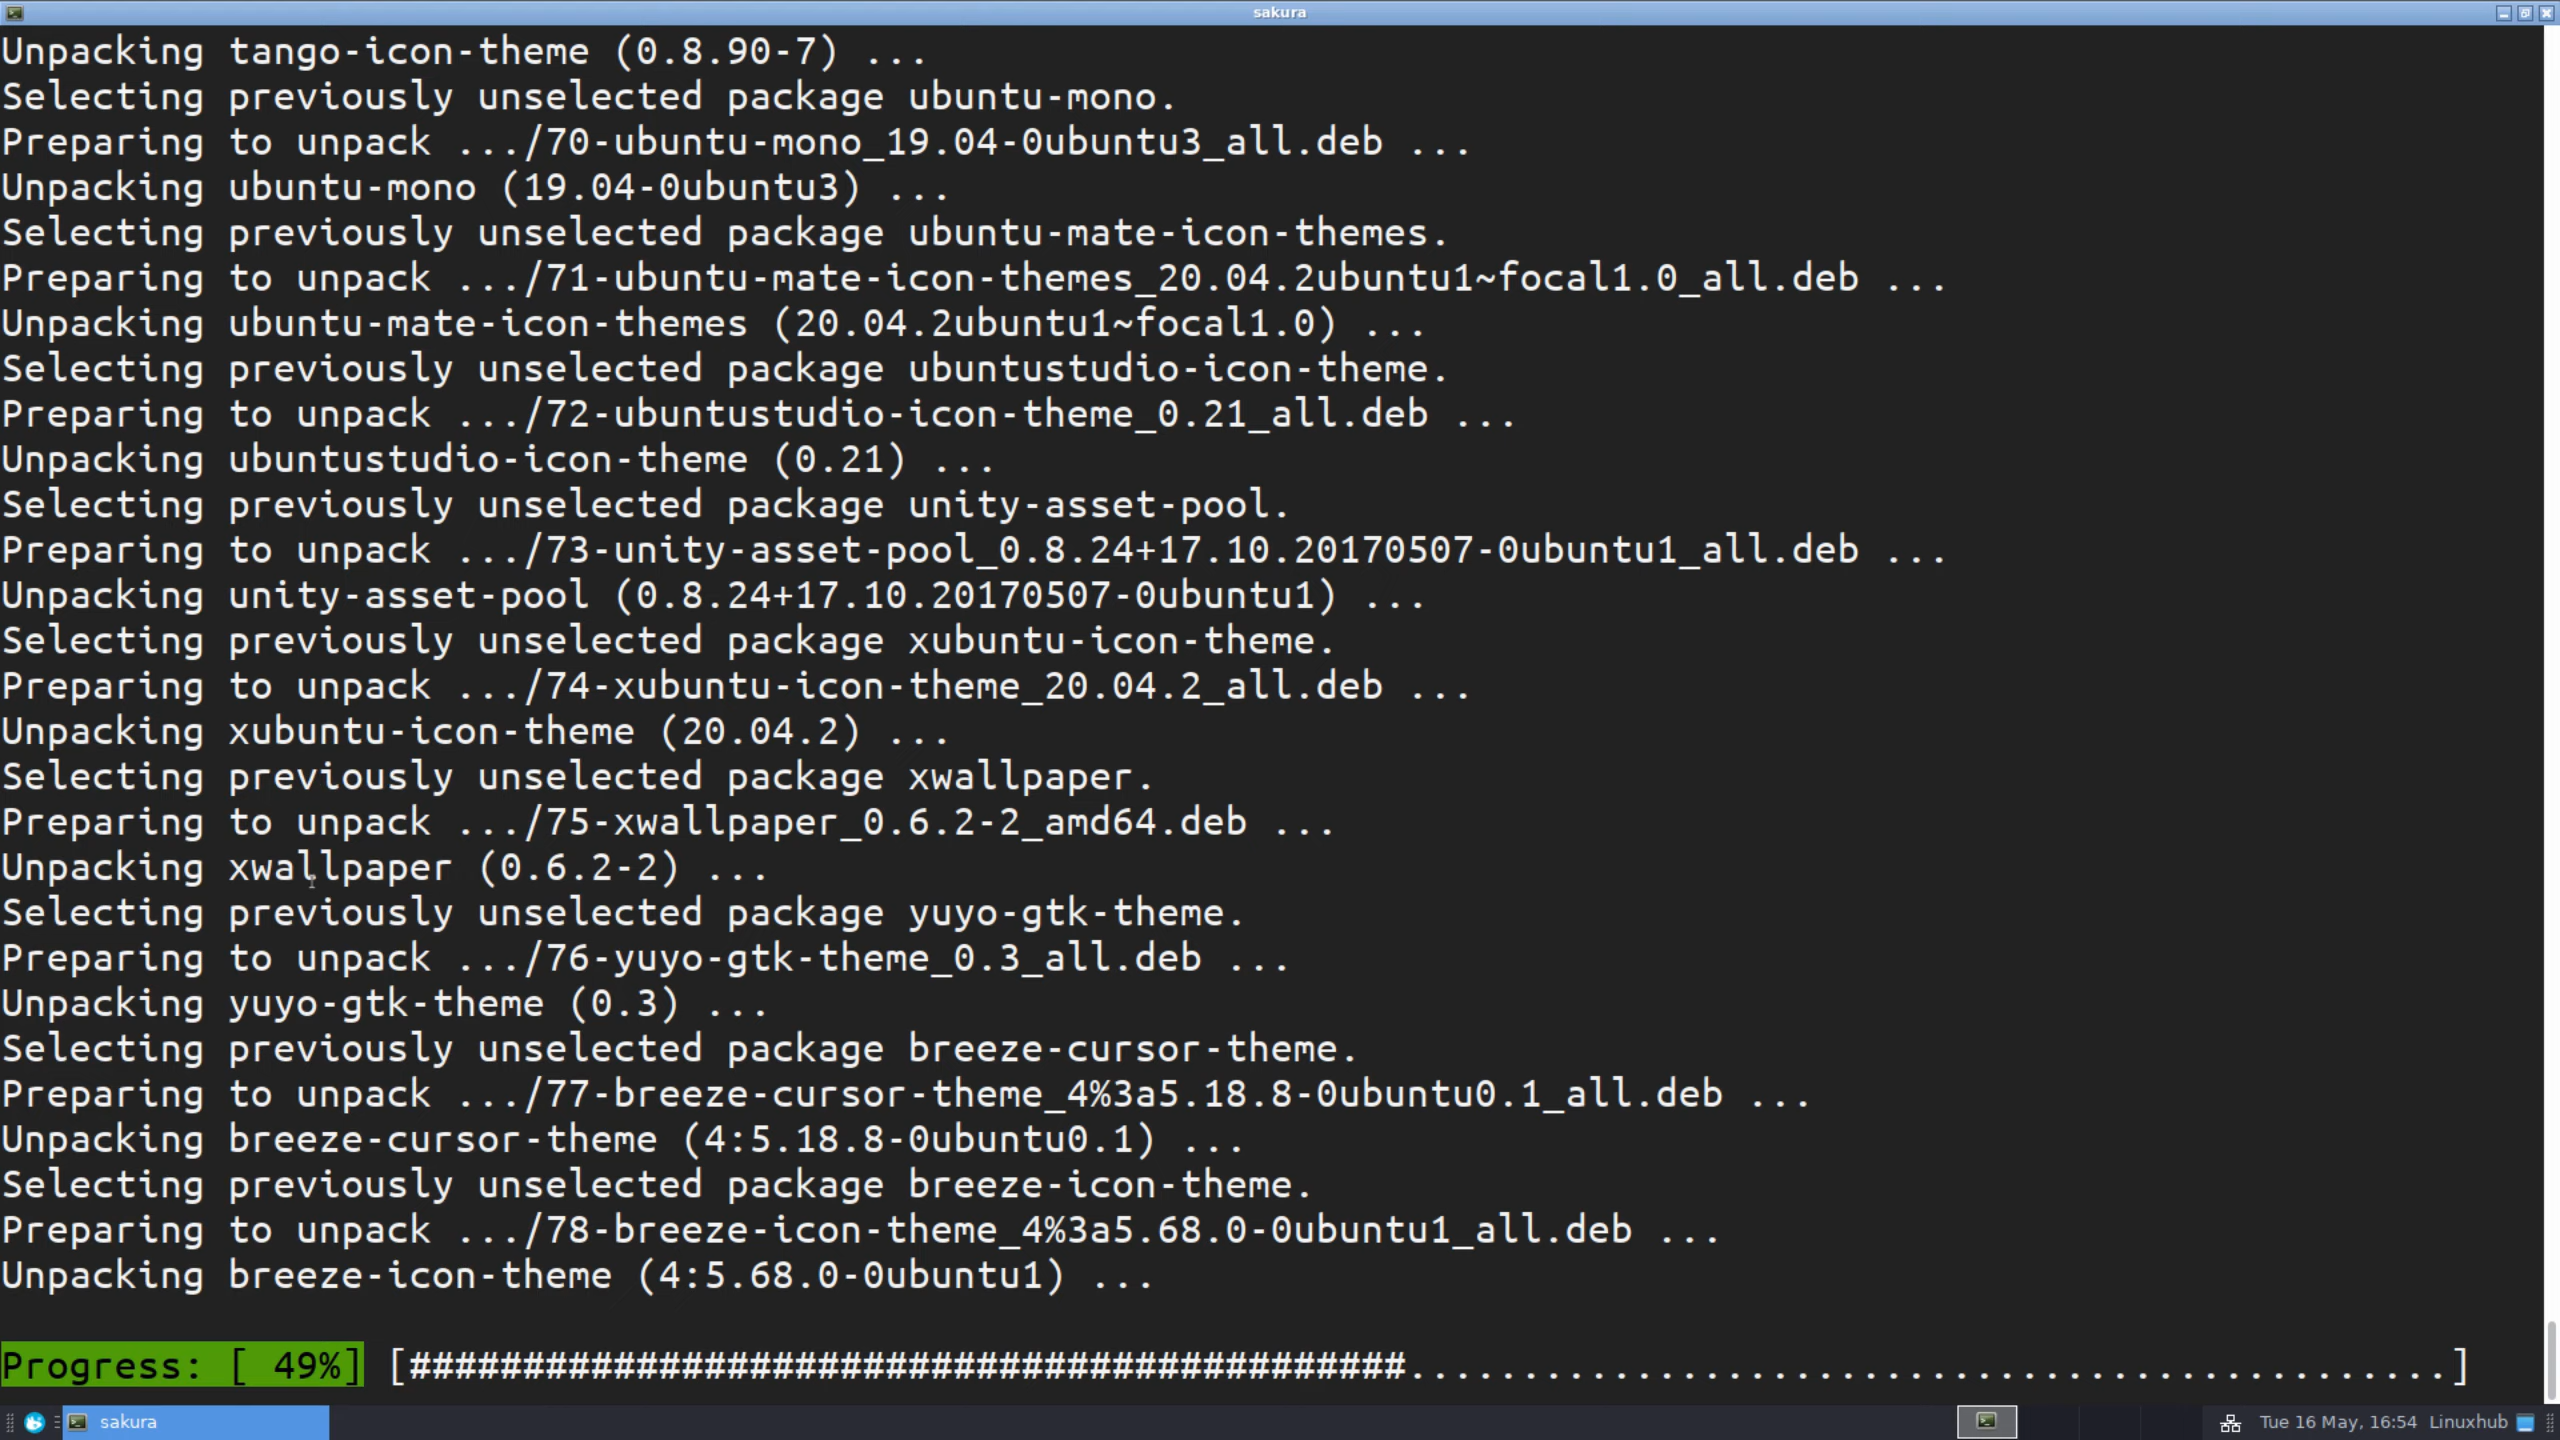 sakura
Unpacking tango-icon-theme (0.8.90-7) ...
Selecting previously unselected package ubuntu-mono.
Preparing to unpack .../70-ubuntu-mono_19.04-0ubuntu3_all.deb ...
Unpacking ubuntu-mono (19.04-0ubuntu3) ...
Selecting previously unselected package ubuntu-mate-icon-themes.
Preparing to unpack .../71-ubuntu-mate-icon-themes_20.04.2ubuntu1~focal1.0_all.deb ...
Unpacking ubuntu-mate-icon-themes (20.04.2ubuntu1~focal1.0) ...
Selecting previously unselected package ubuntustudio-icon-theme.
Preparing to unpack .../72-ubuntustudio-icon-theme_0.21_all.deb ...
Unpacking ubuntustudio-icon-theme (0.21) ...
Selecting previously unselected package unity-asset-pool.
Preparing to unpack .../73-unity-asset-pool_0.8.24+17.10.20170507-0ubuntu1_all.deb ...
Unpacking unity-asset-pool (0.8.24+17.10.20170507-0ubuntu1) ...
Selecting previously unselected package xubuntu-icon-theme.
Preparing to unpack .../74-xubuntu-icon-theme_20.04.2_all.deb ...
Unpacking xubuntu-icon-theme (20.04.2) ...
Selecting previously unselected package xwallpaper.
Preparing to unpack .../75-xwallpaper_0.6.2-2_amd64.deb ...
Unpacking xwallpaper (0.6.2-2) ...
Selecting previously unselected package yuyo-gtk-theme.
Preparing to unpack .../76-yuyo-gtk-theme_0.3_all.deb ...
Unpacking yuyo-gtk-theme (0.3) ...
Selecting previously unselected package breeze-cursor-theme.
Preparing to unpack .../77-breeze-cursor-theme_4%3a5.18.8-0ubuntu0.1_all.deb ...
Unpacking breeze-cursor-theme (4:5.18.8-0ubuntu0.1) ...
Selecting previously unselected package breeze-icon-theme.
Preparing to unpack .../78-breeze-icon-theme_4%3a5.68.0-0ubuntu1_all.deb ...
Unpacking breeze-icon-theme (4:5.68.0-0ubuntu1) ...
Progress: [ 49%] [############################################..............................................]
sakura Tue 16 May, 16:54 Linuxhub